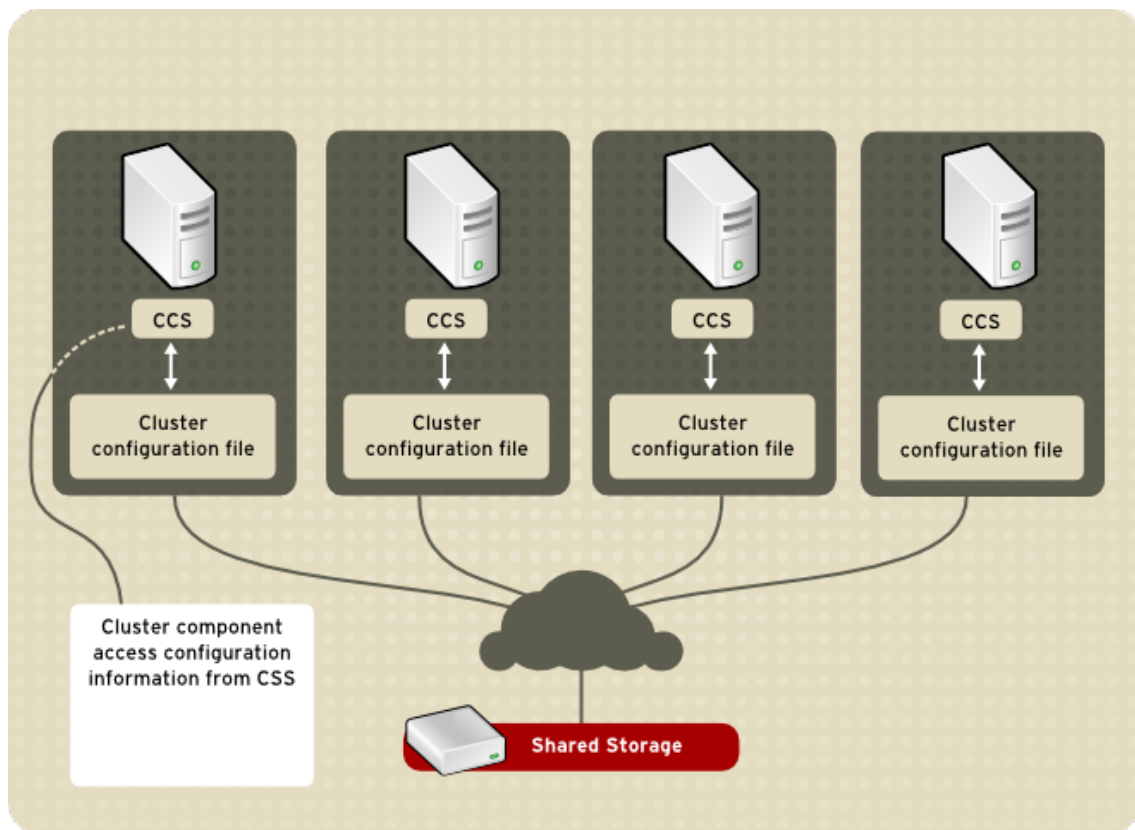 CCS
CCS
CCS
CCS
Cluster
configuration file
Cluster
configuration file
Cluster
configuration file
Cluster
configuration file
Cluster component
access configuration
information from CSS
Shared Storage